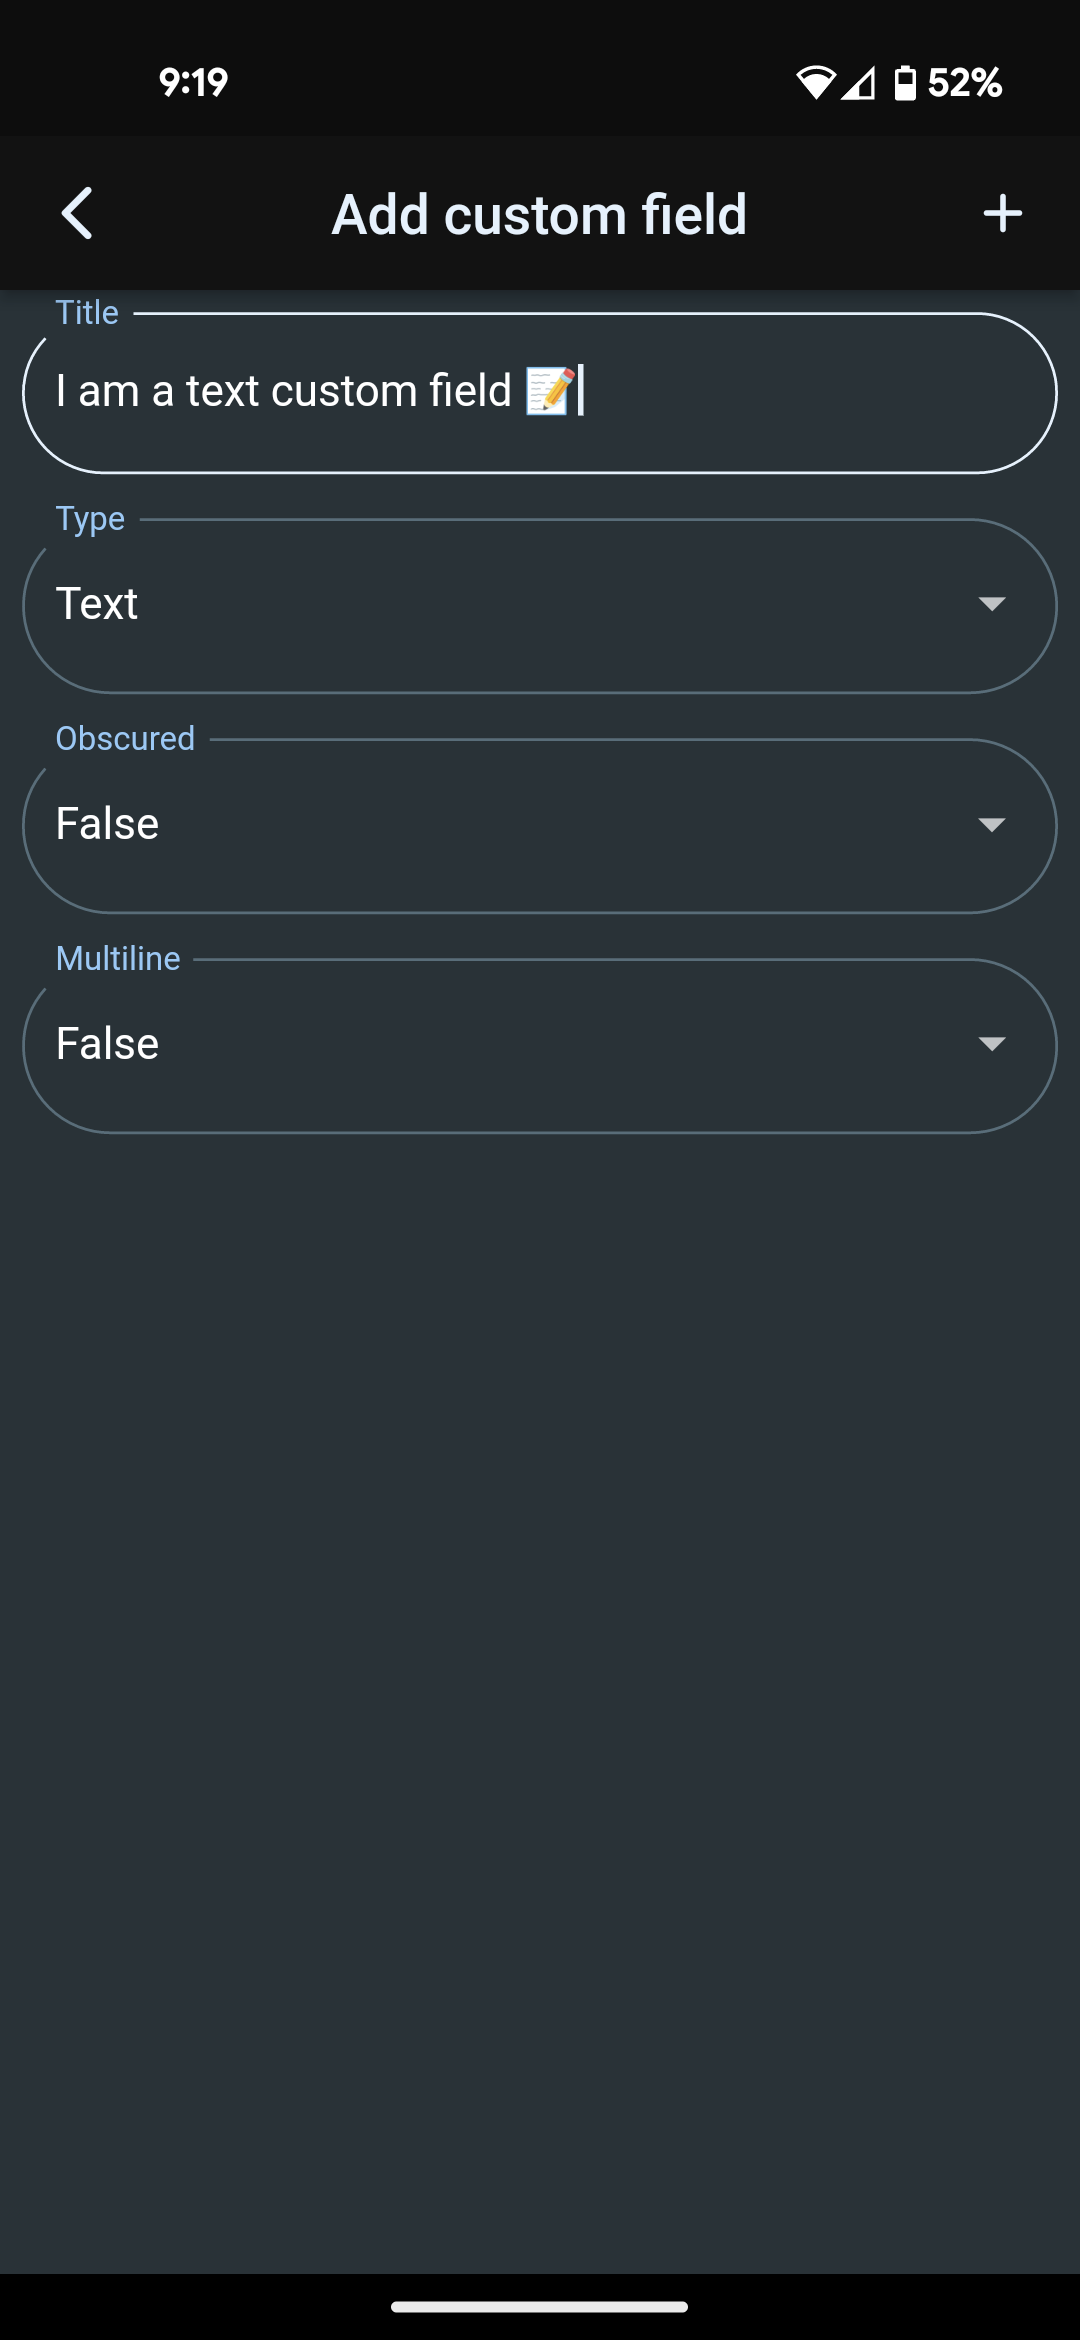 9:19 52%
Add custom field
Title
I am a text custom field 📝
Type
Text
Obscured
False
Multiline
False